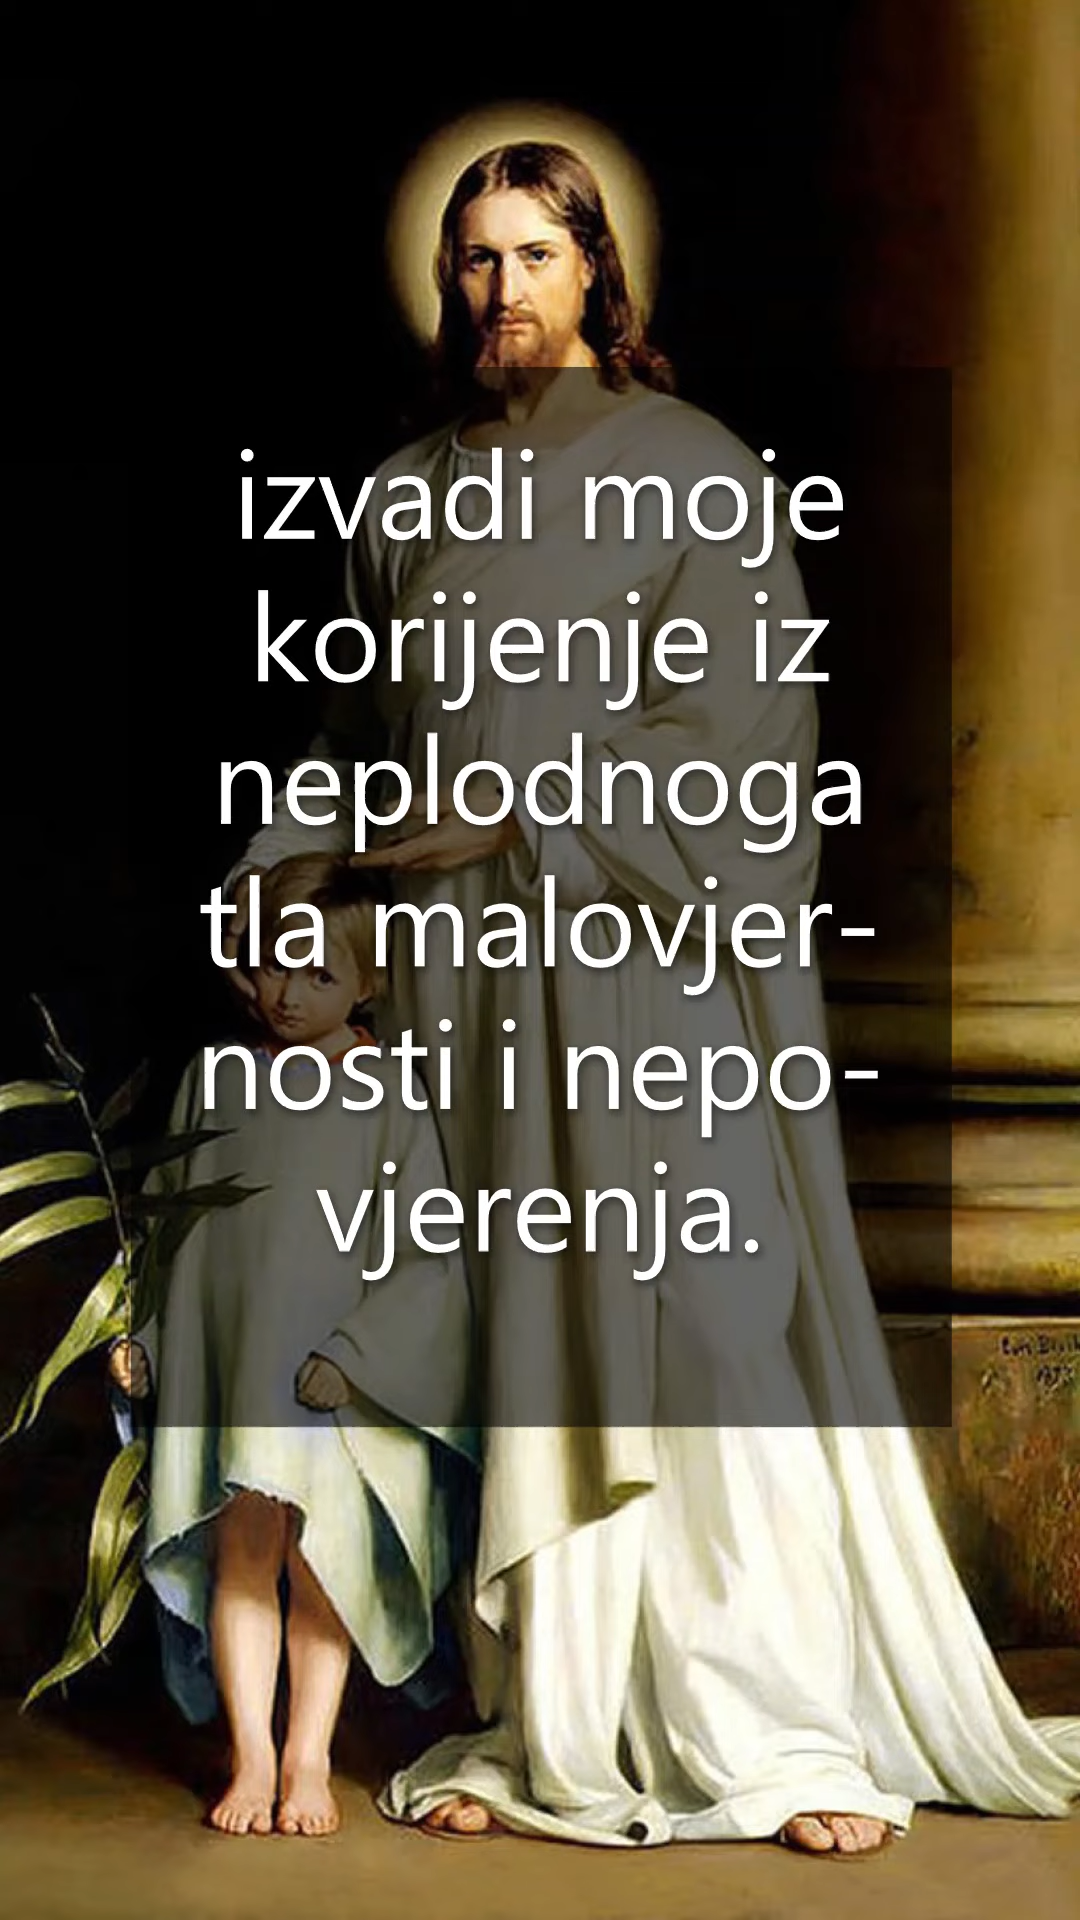 izvadi moje
korijenje iz
neplodnoga
tla malovjer-
nosti i nepo-
vjerenja.